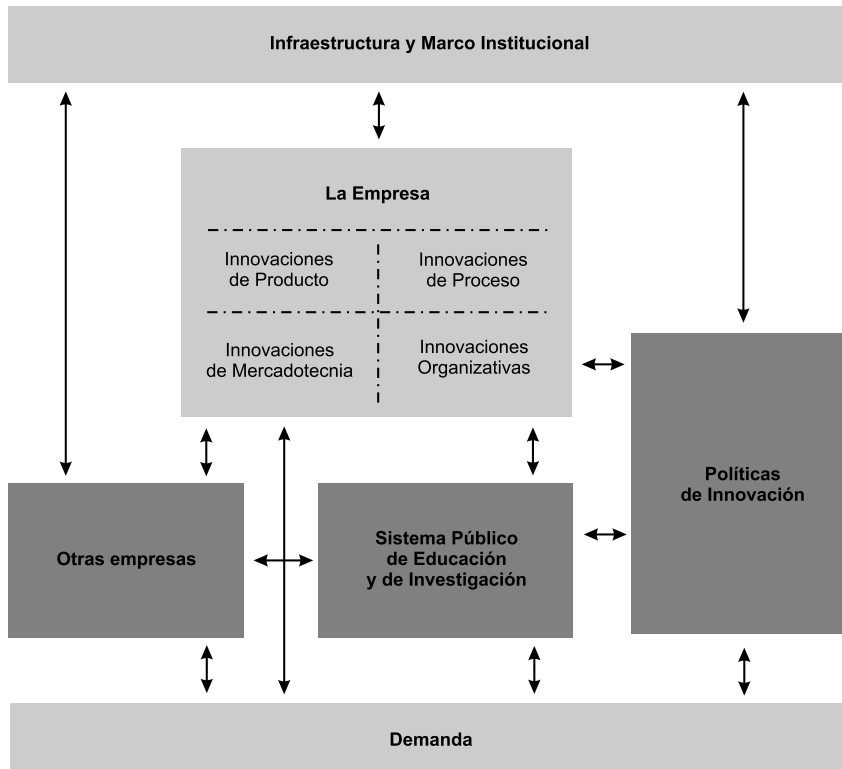 Infraestructura y Marco Institucional
La Empresa
Innovaciones
de Producto
Innovaciones
de Proceso
Innovaciones
de Mercadotecnia
Innovaciones
Organizativas
Políticas
de Innovación
Otras empresas
Sistema Público
de Educación
y de Investigación
Demanda